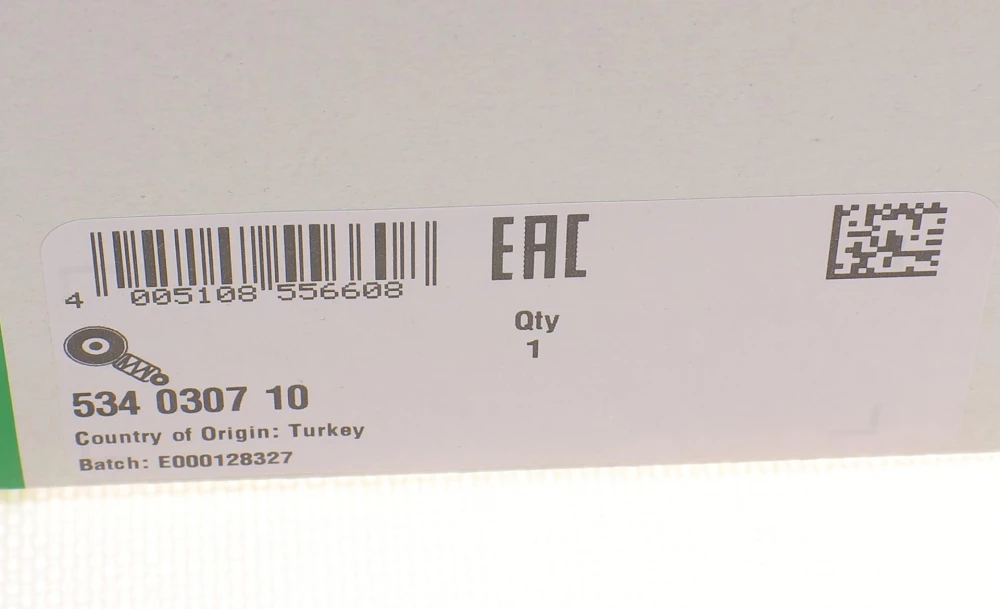 4 005108 556608
EAC
Qty
1
534 0307 10
Country of Origin: Turkey
Batch: E000128327